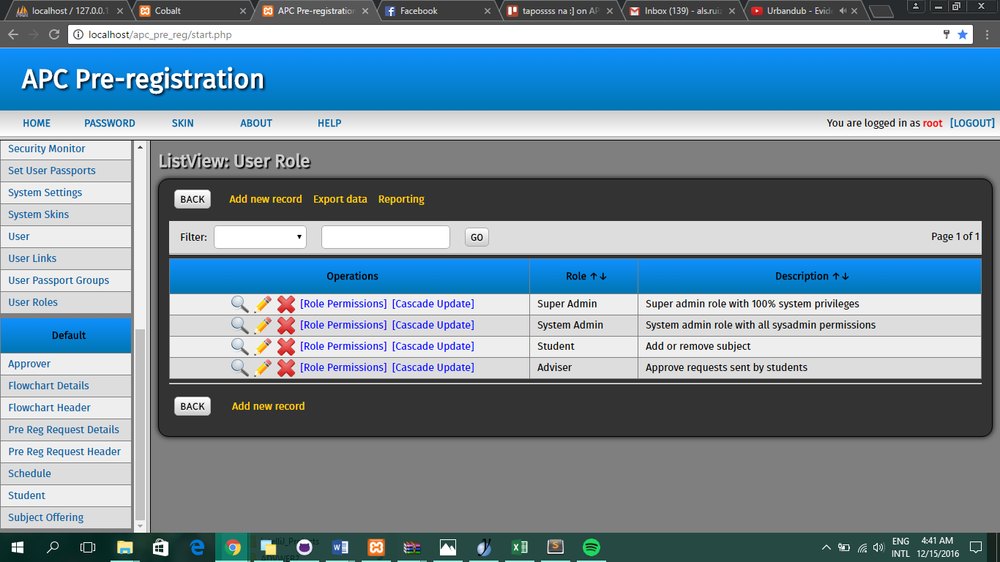 localhost / 127.0.0.1
Cobalt
APC Pre-registration
Facebook
tapossss na :] on AP
Inbox (139) - als.ruiz
Urbandub - Evide
localhost/apc_pre_reg/start.php
APC Pre-registration
HOME PASSWORD SKIN ABOUT HELP
You are logged in as root [LOGOUT]
Security Monitor
Set User Passports
System Settings
System Skins
User
User Links
User Passport Groups
User Roles
Default
Approver
Flowchart Details
Flowchart Header
Pre Reg Request Details
Pre Reg Request Header
Schedule
Student
Subject Offering
ListView: User Role
BACK Add new record Export data Reporting
Filter: GO Page 1 of 1
Operations Role ↑↓ Description ↑↓
[Role Permissions] [Cascade Update] Super Admin Super admin role with 100% system privileges
[Role Permissions] [Cascade Update] System Admin System admin role with all sysadmin permissions
[Role Permissions] [Cascade Update] Student Add or remove subject
[Role Permissions] [Cascade Update] Adviser Approve requests sent by students
BACK Add new record
ENG 4:41 AM
INTL 12/15/2016